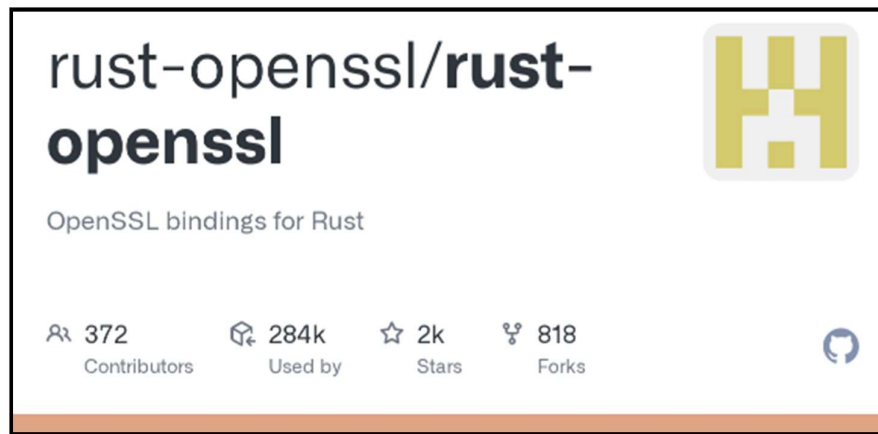 rust-openssl/rust-
openssl
OpenSSL bindings for Rust
372 284k 2k 818
Contributors Used by Stars Forks